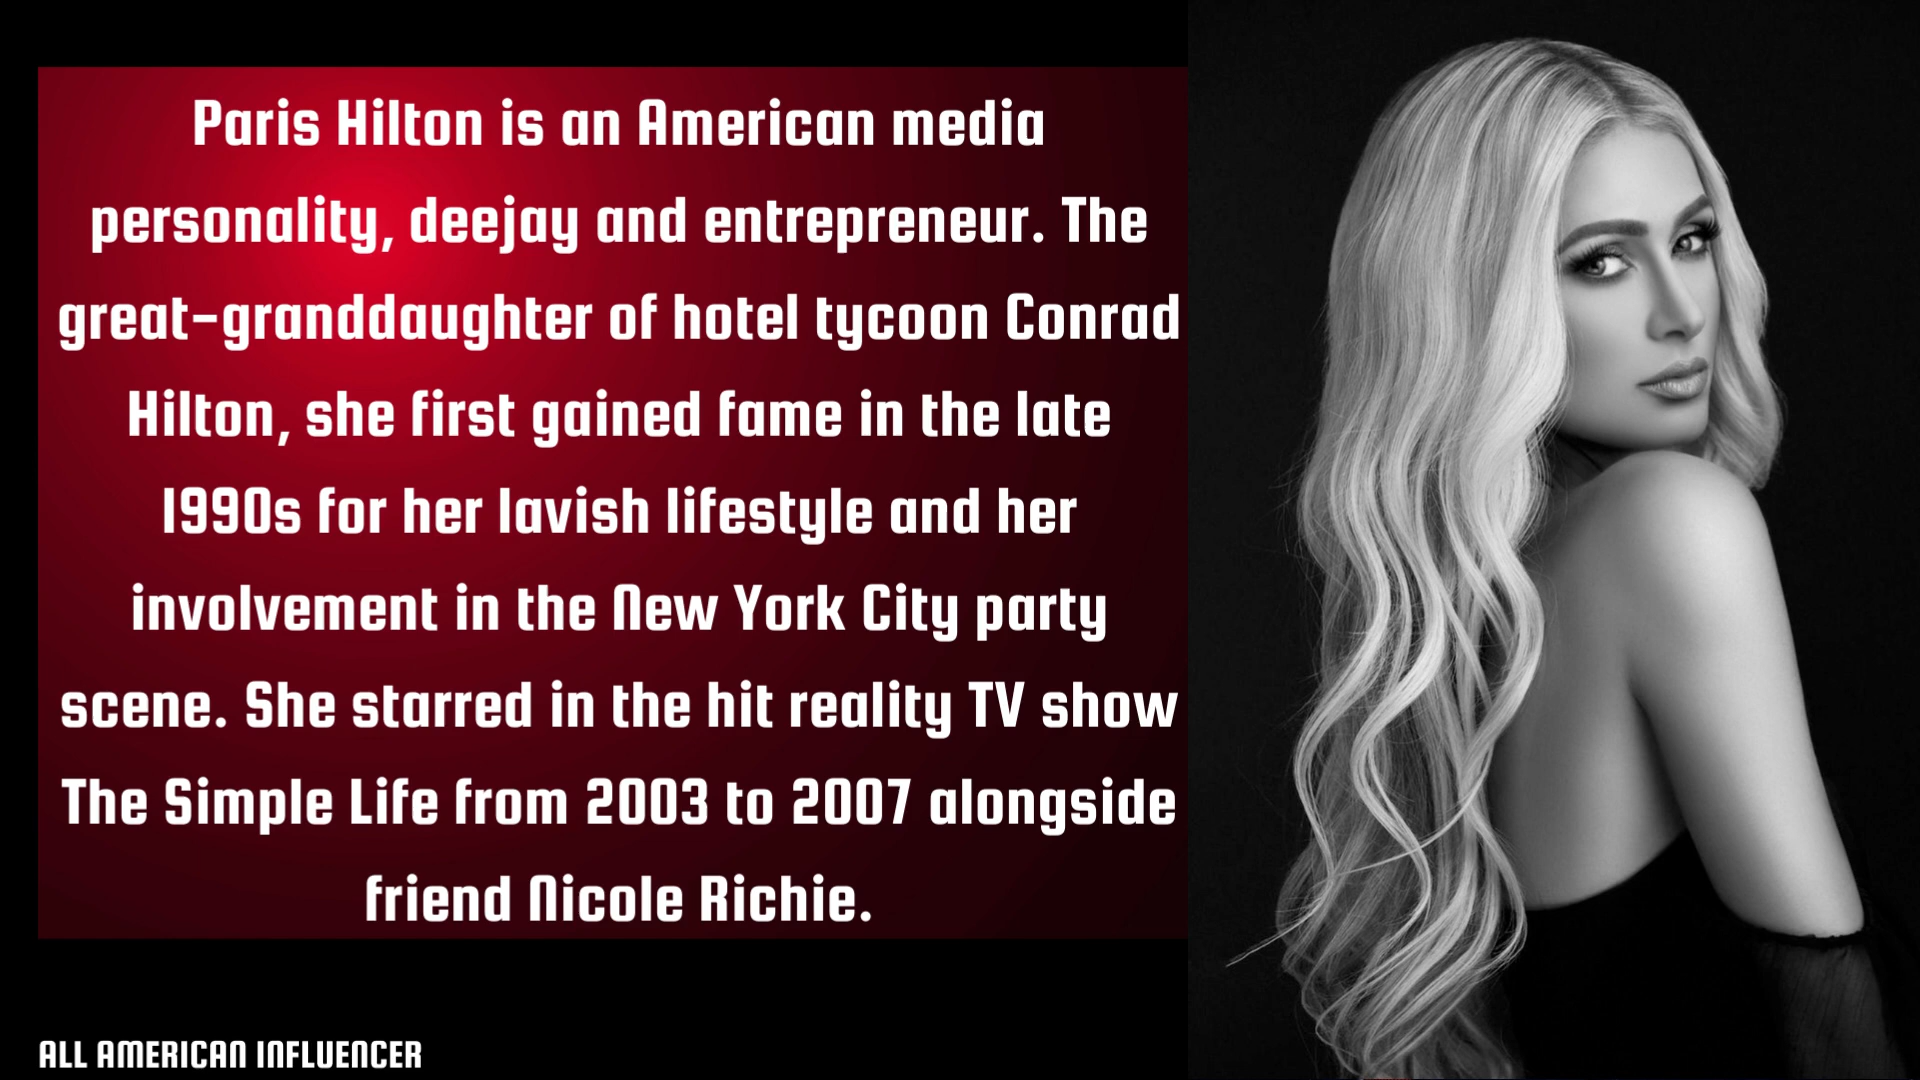 Paris Hilton is an American media
personality, deejay and entrepreneur. The
great-granddaughter of hotel tycoon Conrad
Hilton, she first gained fame in the late
1990s for her lavish lifestyle and her
involvement in the New York City party
scene. She starred in the hit reality TV show
The Simple Life from 2003 to 2007 alongside
friend Nicole Richie.
ALL AMERICAN INFLUENCER